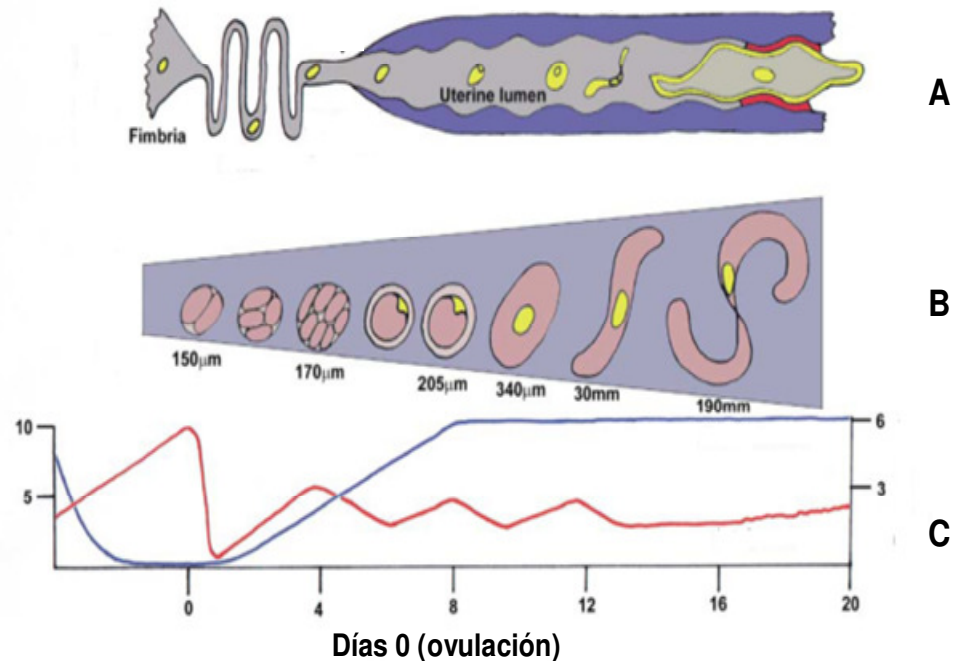 Fimbria
Uterine lumen
A
150µm
170µm
205µm
340µm
30mm
190mm
B
10
5
6
3
C
0
4
8
12
16
20
Días 0 (ovulación)